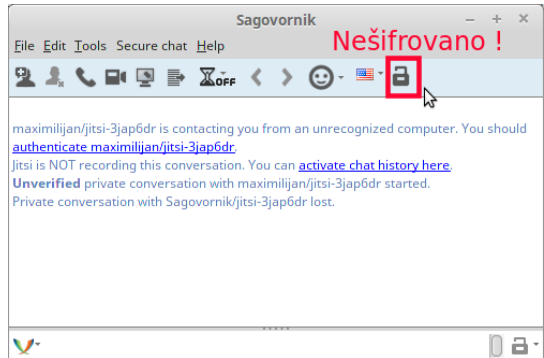 Sagovornik
File Edit Tools Secure chat Help
Nešifrovano !
OFF
maximilijan/jitsi-3jap6dr is contacting you from an unrecognized computer. You should
authenticate maximilijan/jitsi-3jap6dr.
Jitsi is NOT recording this conversation. You can activate chat history here.
Unverified private conversation with maximilijan/jitsi-3jap6dr started.
Private conversation with Sagovornik/jitsi-3jap6dr lost.